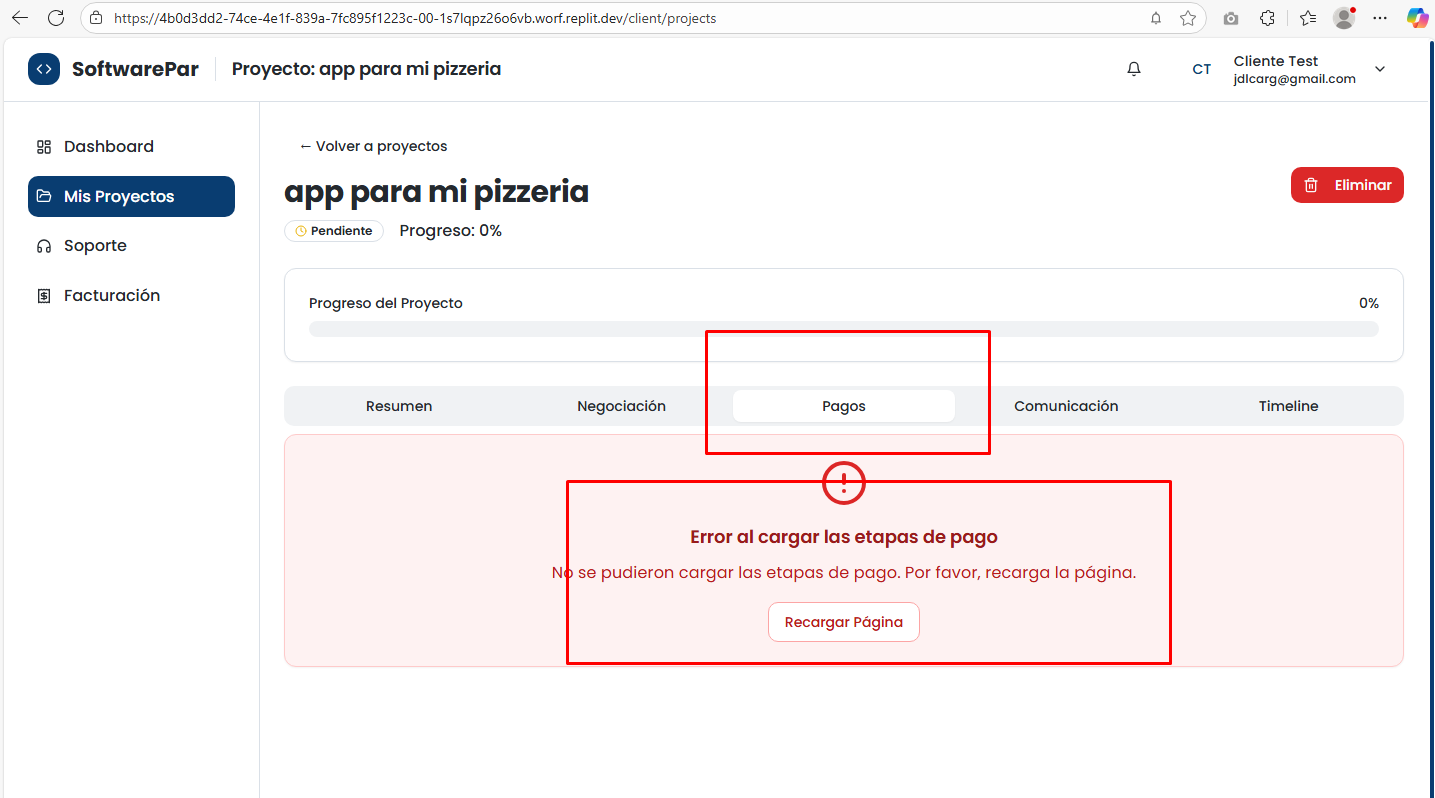 https://4b0d3dd2-74ce-4e1f-839a-7fc895f1223c-00-1s7lqpz26o6vb.worf.replit.dev/client/projects
SoftwarePar
Proyecto: app para mi pizzeria
CT
Cliente Test
jdlcarg@gmail.com
Dashboard
Mis Proyectos
Soporte
Facturación
← Volver a proyectos
app para mi pizzeria
Eliminar
Pendiente
Progreso: 0%
Progreso del Proyecto
0%
Resumen
Negociación
Pagos
Comunicación
Timeline
Error al cargar las etapas de pago
No se pudieron cargar las etapas de pago. Por favor, recarga la página.
Recargar Página